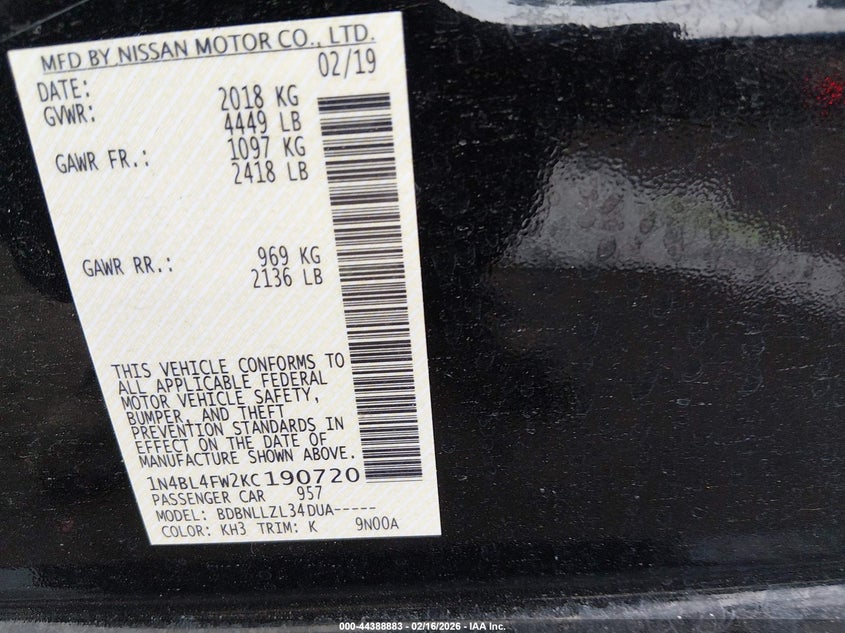 MFD BY NISSAN MOTOR CO., LTD.
DATE: 02/19
GVWR: 2018 KG
4449 LB
GAWR FR.: 1097 KG
2418 LB
GAWR RR.: 969 KG
2136 LB
THIS VEHICLE CONFORMS TO
ALL APPLICABLE FEDERAL
MOTOR VEHICLE SAFETY,
BUMPER, AND THEFT
PREVENTION STANDARDS IN
EFFECT ON THE DATE OF
MANUFACTURE SHOWN ABOVE.
1N4BL4FW2KC190720
PASSENGER CAR 957
MODEL: BDBNLLZL34DUA-----
COLOR: KH3 TRIM: K 9N00A
000-44388883 - 02/16/2026 - IAA Inc.